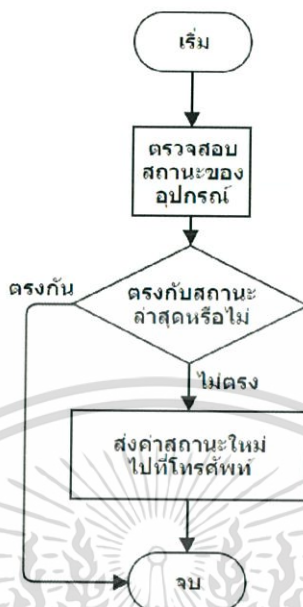 เริ่ม
ตรวจสอบ
สถานะของ
อุปกรณ์
ตรงกัน
ตรงกับสถานะ
ล่าสุดหรือไม่
ไม่ตรง
ส่งค่าสถานะใหม่
ไปที่โทรศัพท์
จบ